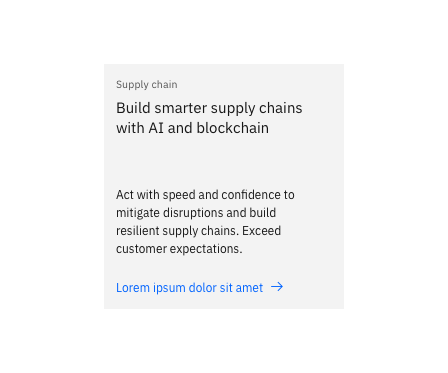 Supply chain
Build smarter supply chains
with AI and blockchain
Act with speed and confidence to
mitigate disruptions and build
resilient supply chains. Exceed
customer expectations.
Lorem ipsum dolor sit amet →